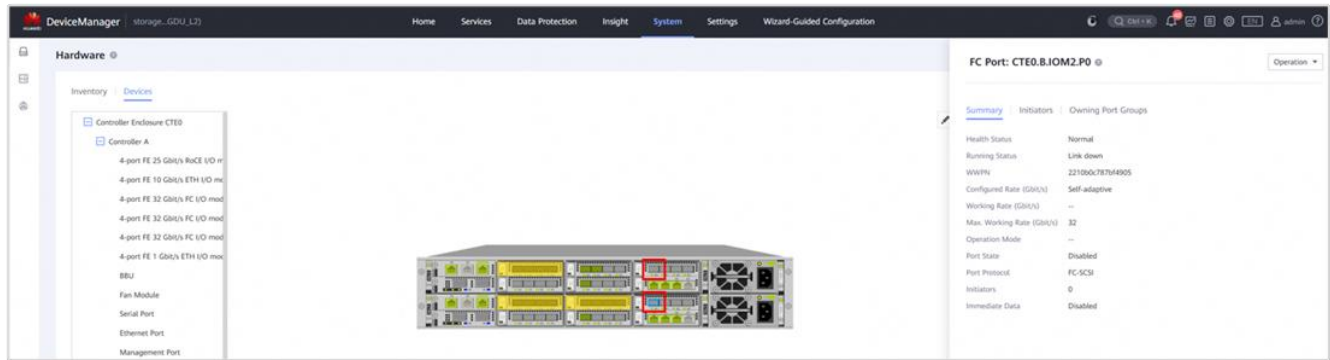 HUAWEI DeviceManager storage...GDU_L2) Home Services Data Protection Insight System Settings Wizard-Guided Configuration Ctrl + K EN admin
Hardware
Inventory Devices
Controller Enclosure CTE0
Controller A
4-port FE 25 Gbit/s RoCE I/O m
4-port FE 10 Gbit/s ETH I/O mo
4-port FE 32 Gbit/s FC I/O mod
4-port FE 32 Gbit/s FC I/O mod
4-port FE 32 Gbit/s FC I/O mod
4-port FE 1 Gbit/s ETH I/O mod
BBU
Fan Module
Serial Port
Ethernet Port
Management Port
FC Port: CTE0.B.IOM2.P0 Operation
Summary Initiators Owning Port Groups
Health Status Normal
Running Status Link down
WWPN 2210b0c787bf4905
Configured Rate (Gbit/s) Self-adaptive
Working Rate (Gbit/s) --
Max. Working Rate (Gbit/s) 32
Operation Mode --
Port State Disabled
Port Protocol FC-SCSI
Initiators 0
Immediate Data Disabled